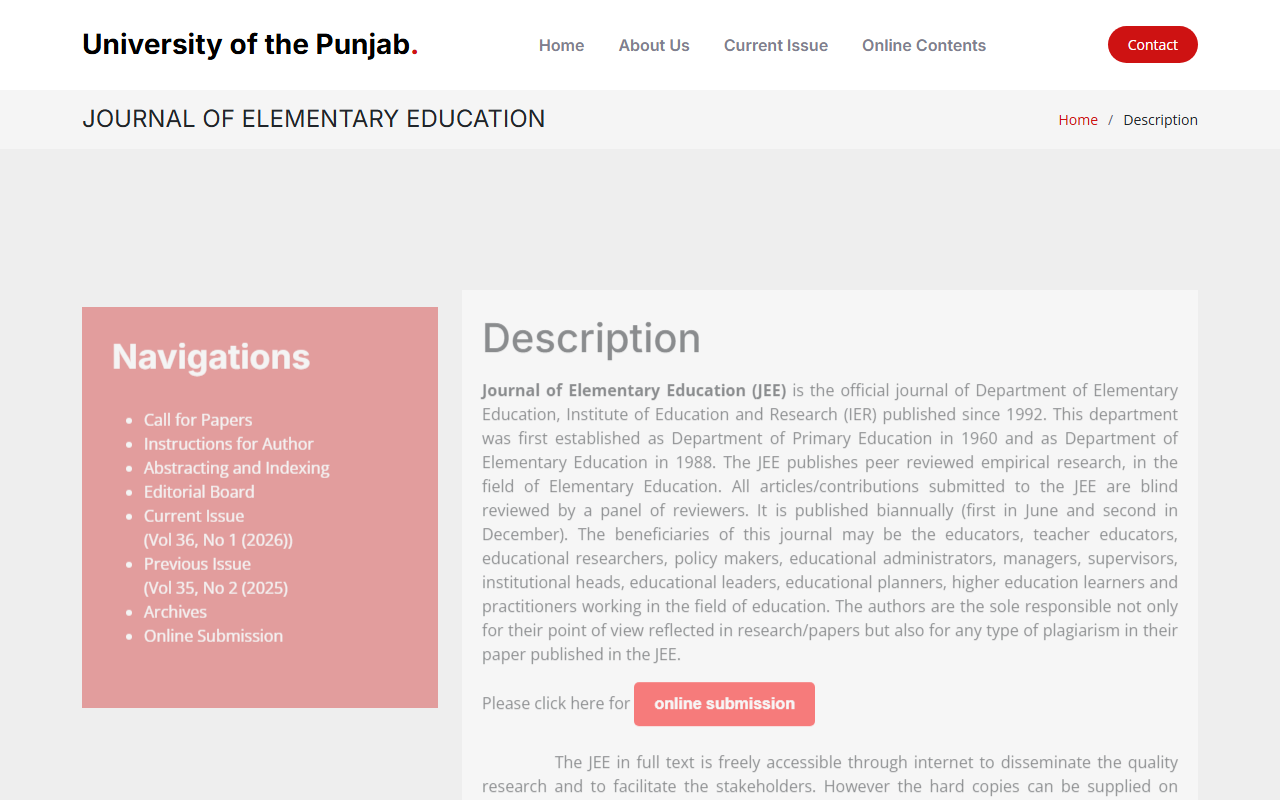 University of the Punjab.
Home About Us Current Issue Online Contents
Contact
JOURNAL OF ELEMENTARY EDUCATION
Home / Description
Navigations
Call for Papers
Instructions for Author
Abstracting and Indexing
Editorial Board
Current Issue
(Vol 36, No 1 (2026))
Previous Issue
(Vol 35, No 2 (2025)
Archives
Online Submission
Description
Journal of Elementary Education (JEE) is the official journal of Department of Elementary
Education, Institute of Education and Research (IER) published since 1992. This department
was first established as Department of Primary Education in 1960 and as Department of
Elementary Education in 1988. The JEE publishes peer reviewed empirical research, in the
field of Elementary Education. All articles/contributions submitted to the JEE are blind
reviewed by a panel of reviewers. It is published biannually (first in June and second in
December). The beneficiaries of this journal may be the educators, teacher educators,
educational researchers, policy makers, educational administrators, managers, supervisors,
institutional heads, educational leaders, educational planners, higher education learners and
practitioners working in the field of education. The authors are the sole responsible not only
for their point of view reflected in research/papers but also for any type of plagiarism in their
paper published in the JEE.
Please click here for online submission
The JEE in full text is freely accessible through internet to disseminate the quality
research and to facilitate the stakeholders. However the hard copies can be supplied on